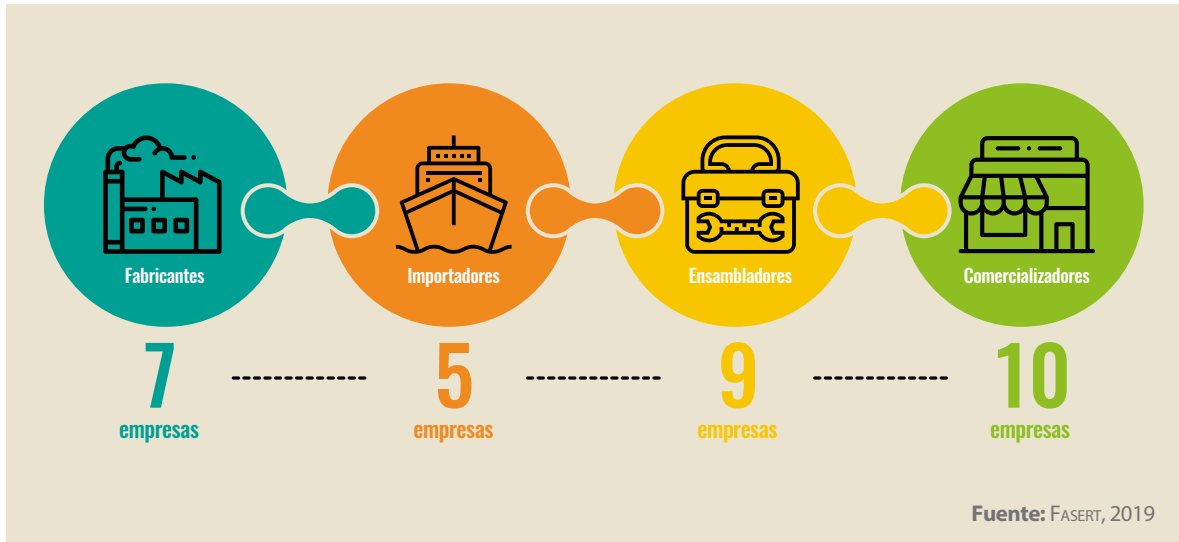 Fabricantes
Importadores
Ensambladores
Comercializadores
7
empresas
5
empresas
9
empresas
10
empresas
Fuente: FASERT, 2019